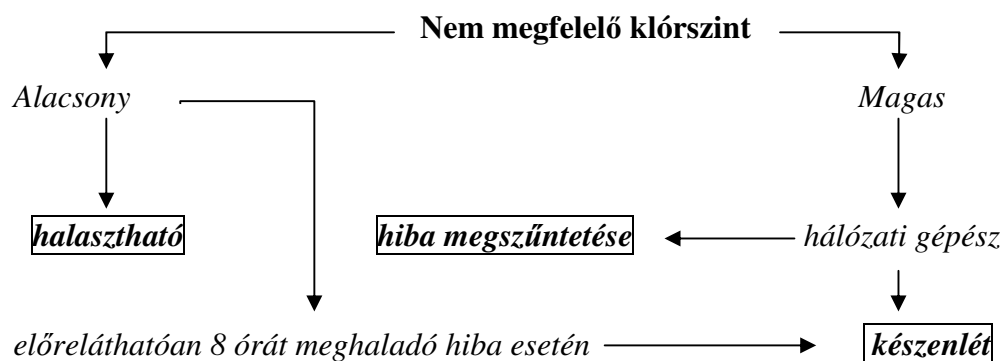 Nem megfelelő klórszint
Alacsony
Magas
halasztható
hiba megszűntetése
hálózati gépész
előreláthatóan 8 órát meghaladó hiba esetén
készenlét